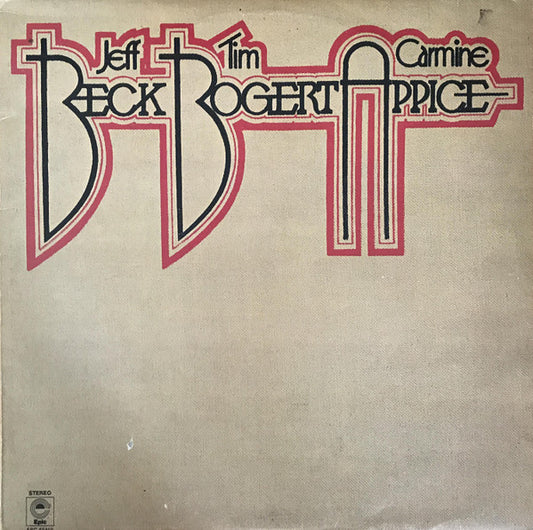 Jeff Tim Carmine
BECK BOGERT APPICE
STEREO
Epic